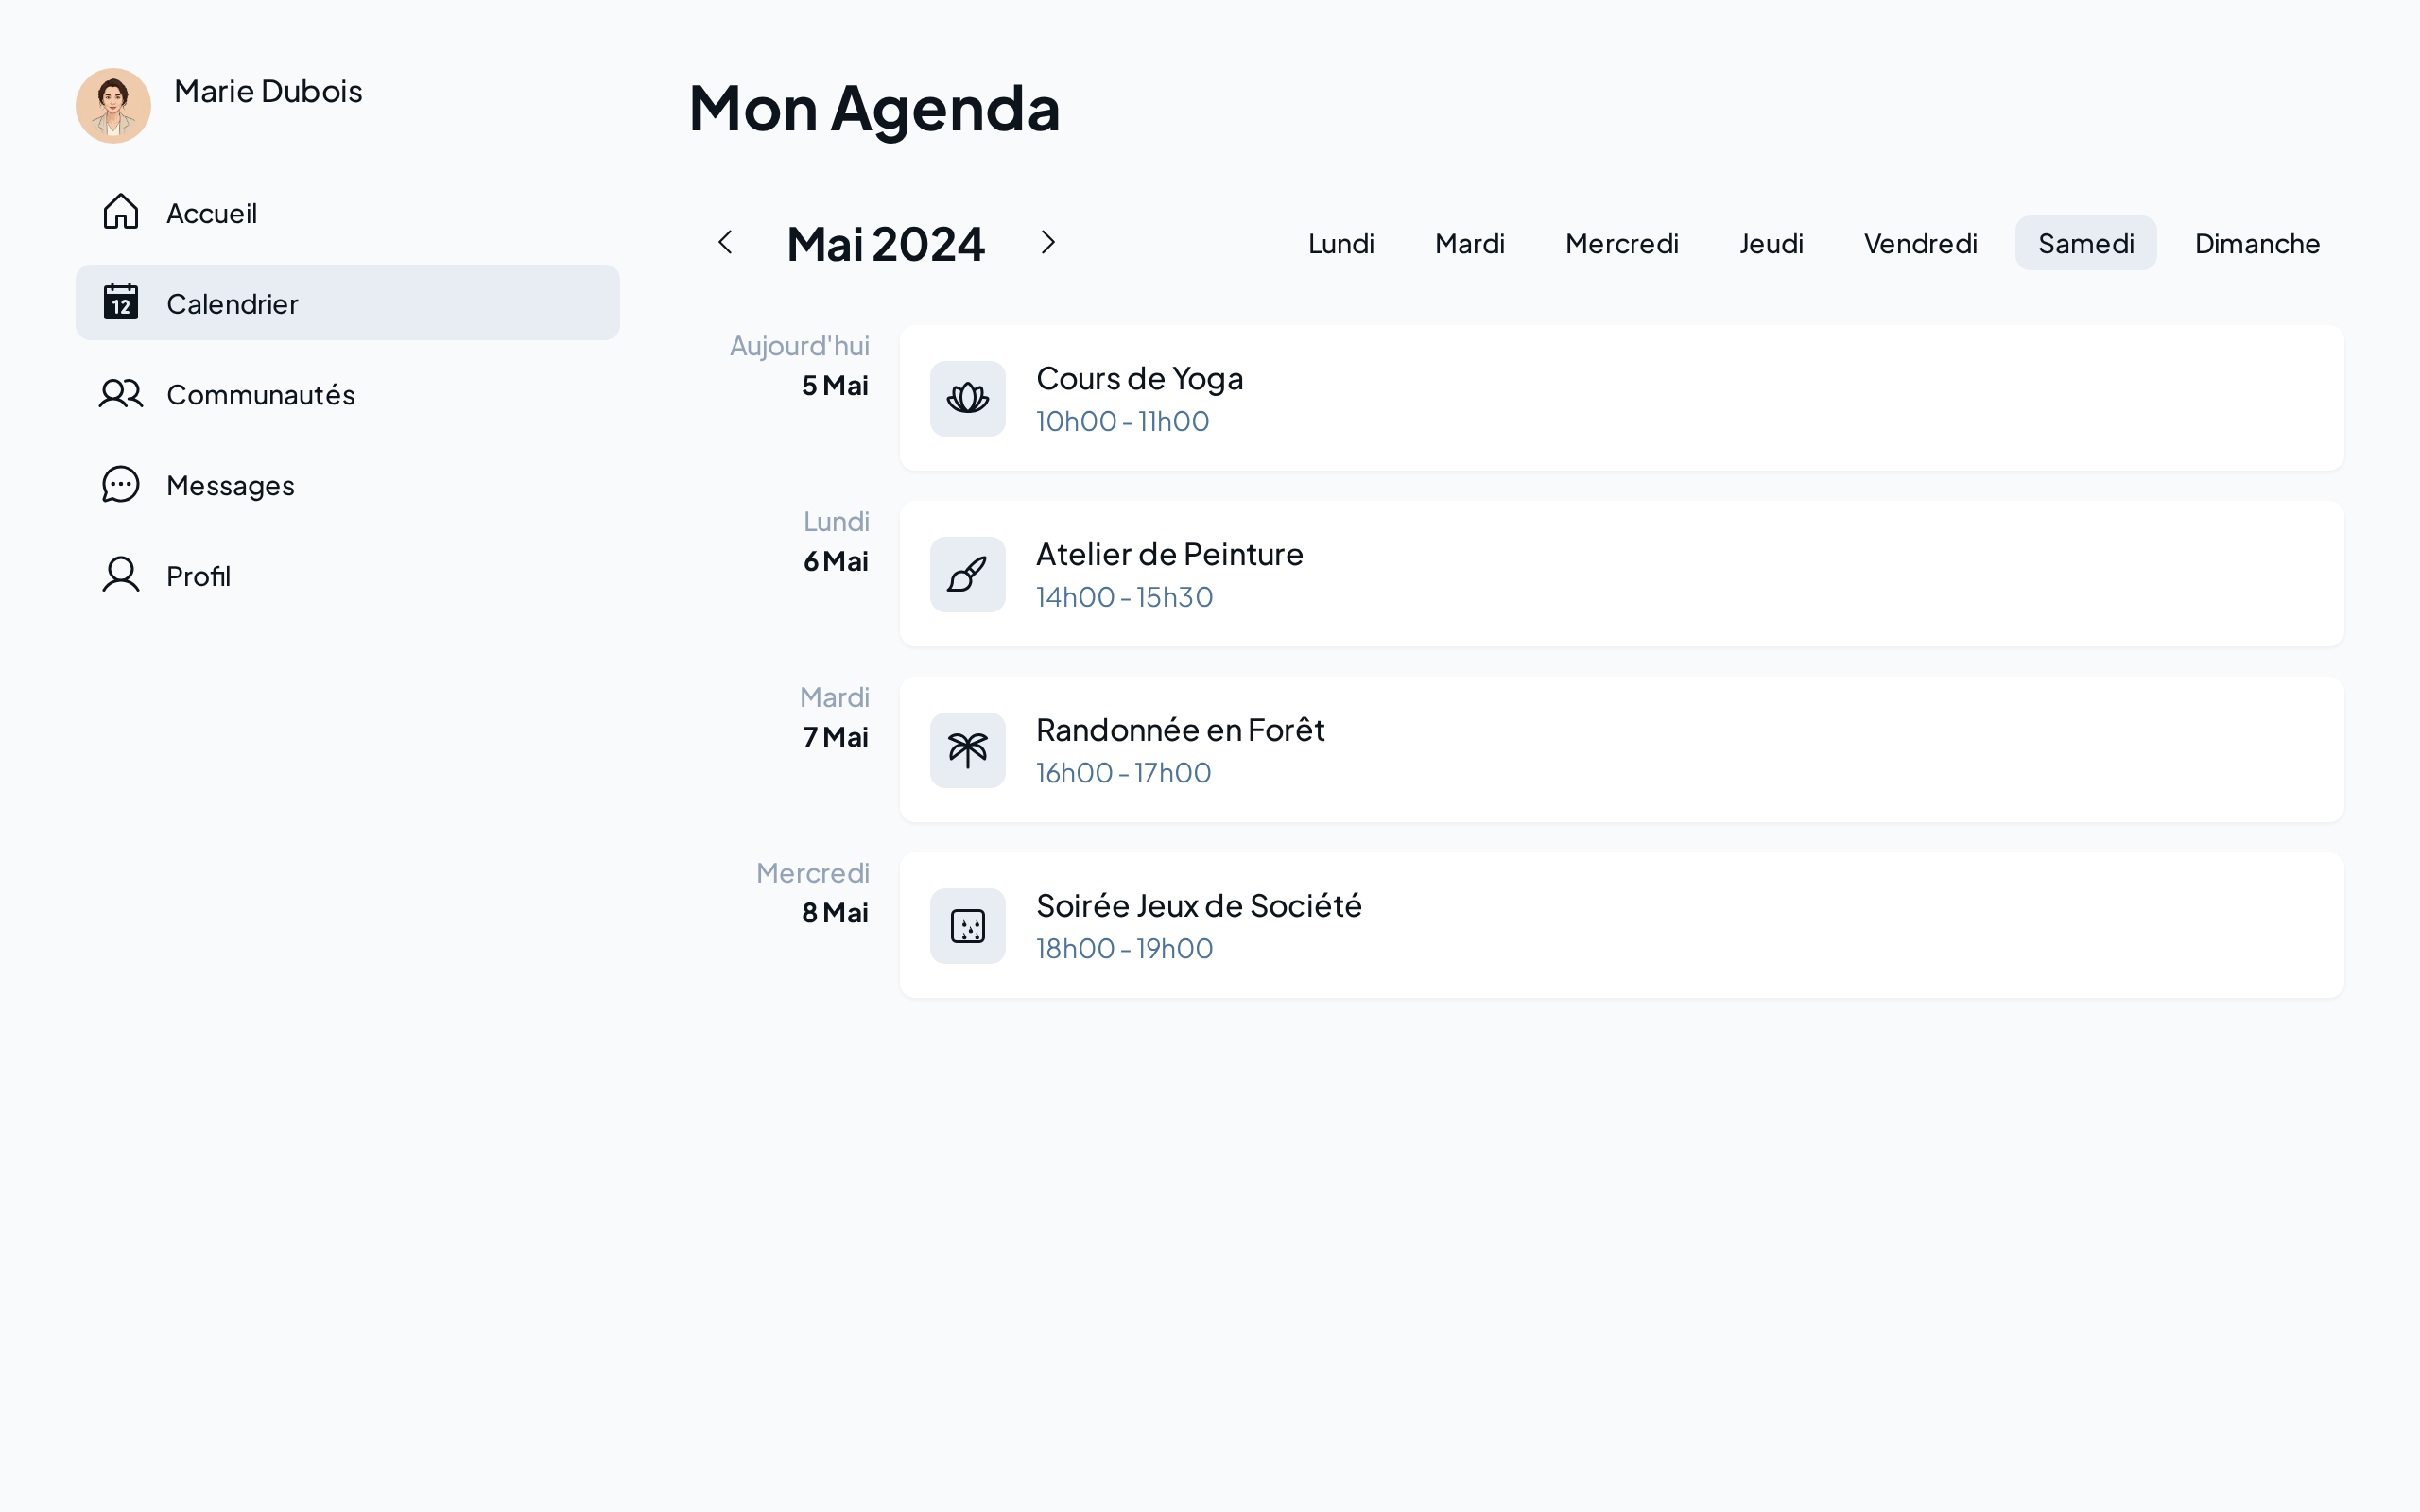 Marie Dubois
Accueil
12
Calendrier
Communautés
Messages
Profil
Mon Agenda
Mai 2024
Lundi Mardi Mercredi Jeudi Vendredi Samedi Dimanche
Aujourd'hui
5 Mai
Cours de Yoga
10h00 - 11h00
Lundi
6 Mai
Atelier de Peinture
14h00 - 15h30
Mardi
7 Mai
Randonnée en Forêt
16h00 - 17h00
Mercredi
8 Mai
Soirée Jeux de Société
18h00 - 19h00